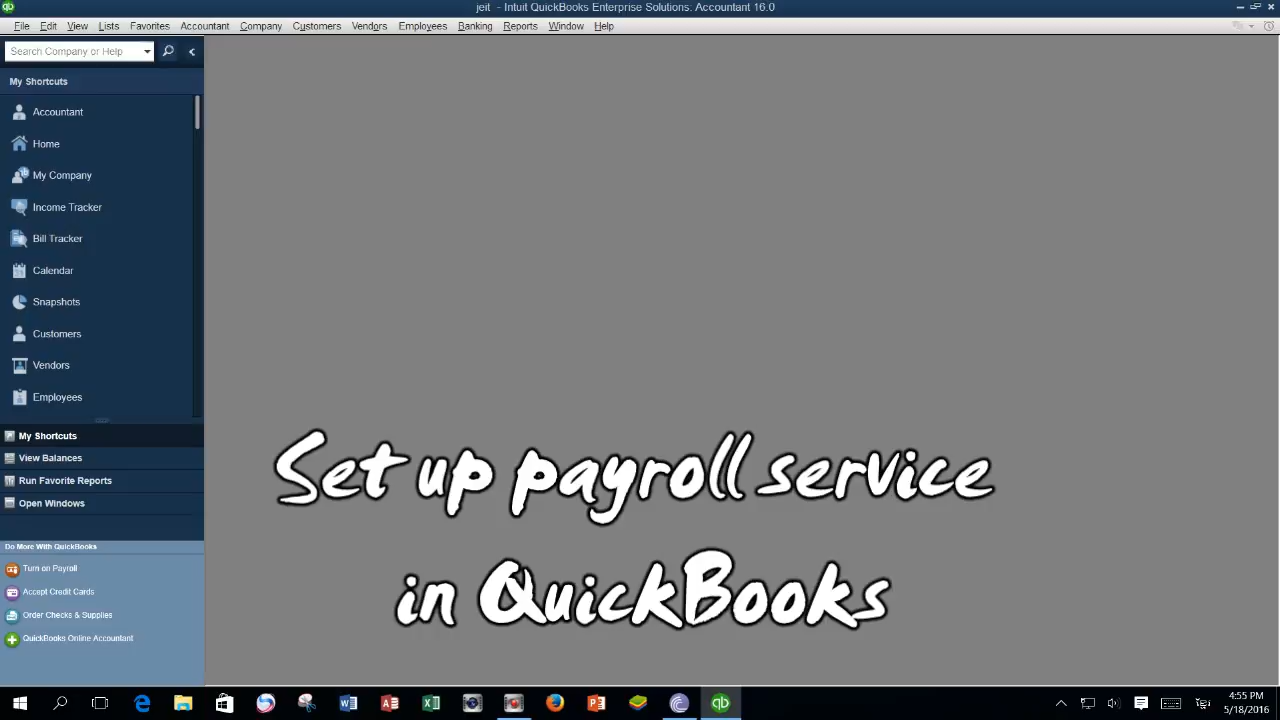 jeit - Intuit QuickBooks Enterprise Solutions: Accountant 16.0
File Edit View Lists Favorites Accountant Company Customers Vendors Employees Banking Reports Window Help
Search Company or Help
My Shortcuts
Accountant
Home
My Company
Income Tracker
Bill Tracker
Calendar
Snapshots
Customers
Vendors
Employees
My Shortcuts
View Balances
Run Favorite Reports
Open Windows
Do More With QuickBooks
Turn on Payroll
Accept Credit Cards
Order Checks & Supplies
QuickBooks Online Accountant
Set up payroll service
in QuickBooks
4:55 PM
5/18/2016